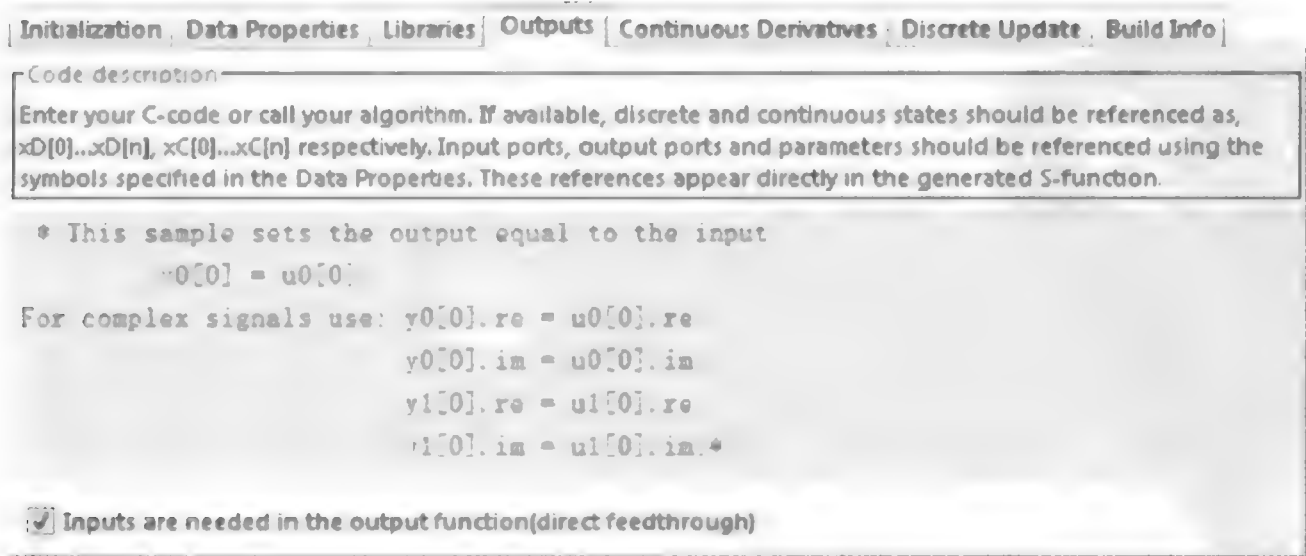 Initialization Data Properties Libraries Outputs Continuous Derivatives Discrete Update Build Info
Code description
Enter your C-code or call your algorithm. If available, discrete and continuous states should be referenced as,
xD[0]...xD[n], xC[0]...xC[n] respectively. Input ports, output ports and parameters should be referenced using the
symbols specified in the Data Properties. These references appear directly in the generated S-function.
* This sample sets the output equal to the input
= u0[0]
For complex signals use: y0[0].re = u0[0].re
y0[0].im = u0[0].im
y1[0].re = u1[0].re
= u1[0].im.*
Inputs are needed in the output function(direct feedthrough)